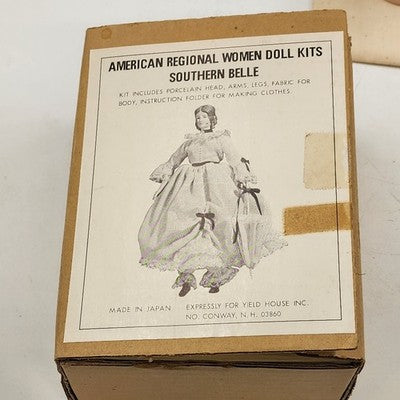 AMERICAN REGIONAL WOMEN DOLL KITS
SOUTHERN BELLE
KIT INCLUDES PORCELAIN HEAD, ARMS, LEGS, FABRIC FOR
BODY, INSTRUCTION FOLDER FOR MAKING CLOTHES.
MADE IN JAPAN EXPRESSLY FOR YIELD HOUSE INC.
NO. CONWAY, N.H. 03860